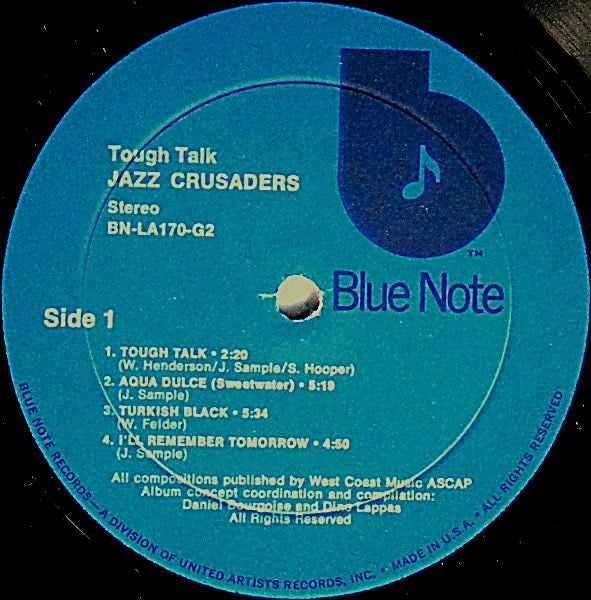 Tough Talk
JAZZ CRUSADERS
Stereo
BN-LA170-G2
TM
Blue Note
Side 1
1. TOUGH TALK • 2:20
(W. Henderson/J. Sample/S. Hooper)
2. AQUA DULCE (Sweetwater) • 5:19
(J. Sample)
3. TURKISH BLACK • 5:34
(W. Felder)
4. I'LL REMEMBER TOMORROW • 4:50
(J. Sample)
All compositions published by West Coast Music ASCAP
Album concept coordination and compilation:
Daniel Bourgoise and Dino Lappas
All Rights Reserved
BLUE NOTE RECORDS—A DIVISION OF UNITED ARTISTS RECORDS, INC. • MADE IN U.S.A. • ALL RIGHTS RESERVED